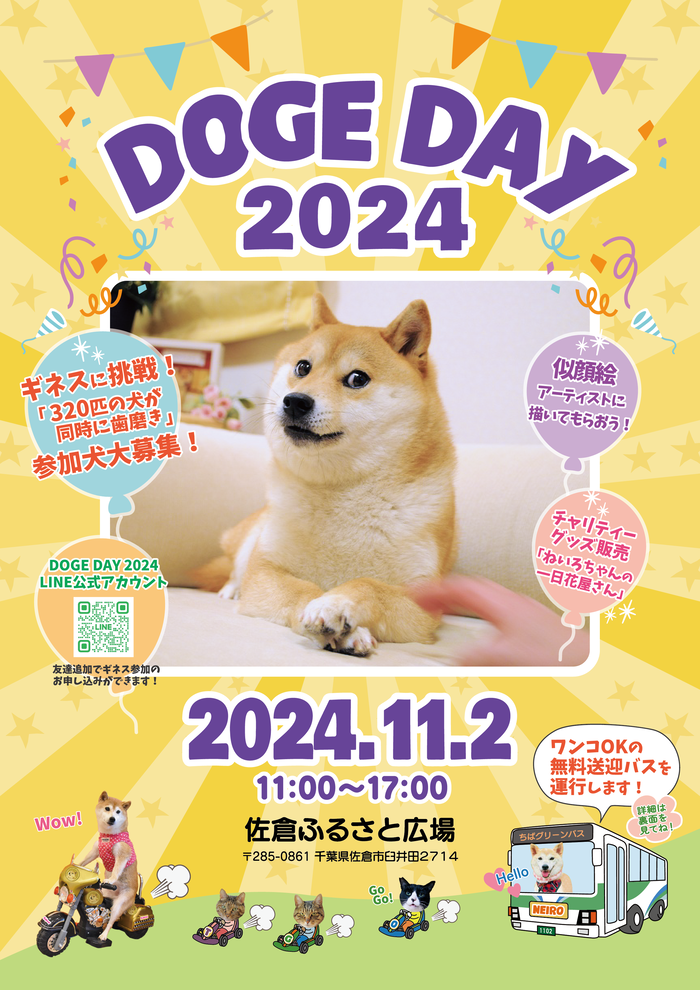 DOGE DAY
2024
ギネスに挑戦！
「320匹の犬が
同時に歯磨き」
参加犬大募集！
似顔絵
アーティストに
描いてもらおう！
チャリティー
グッズ販売
「ねいろちゃんの
一日花屋さん」
DOGE DAY 2024
LINE公式アカウント
LINE
友達追加でギネス参加の
お申し込みができます！
2024.11.2
11:00〜17:00
佐倉ふるさと広場
〒285-0861 千葉県佐倉市臼井田2714
ワンコOKの
無料送迎バスを
運行します！
詳細は
裏面を
見てね！
Wow!
Go
Go!
ちばグリーンバス
Hello
NEIRO
1102